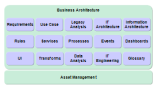 Business Architecture
Requirements
Use Case
Legacy
Analysis
IT
Architecture
Information
Architecture
Rules
Services
Processes
Events
Dashboards
UI
Transforms
Data
Analysis
IT
Engineering
Glossary
Asset Management